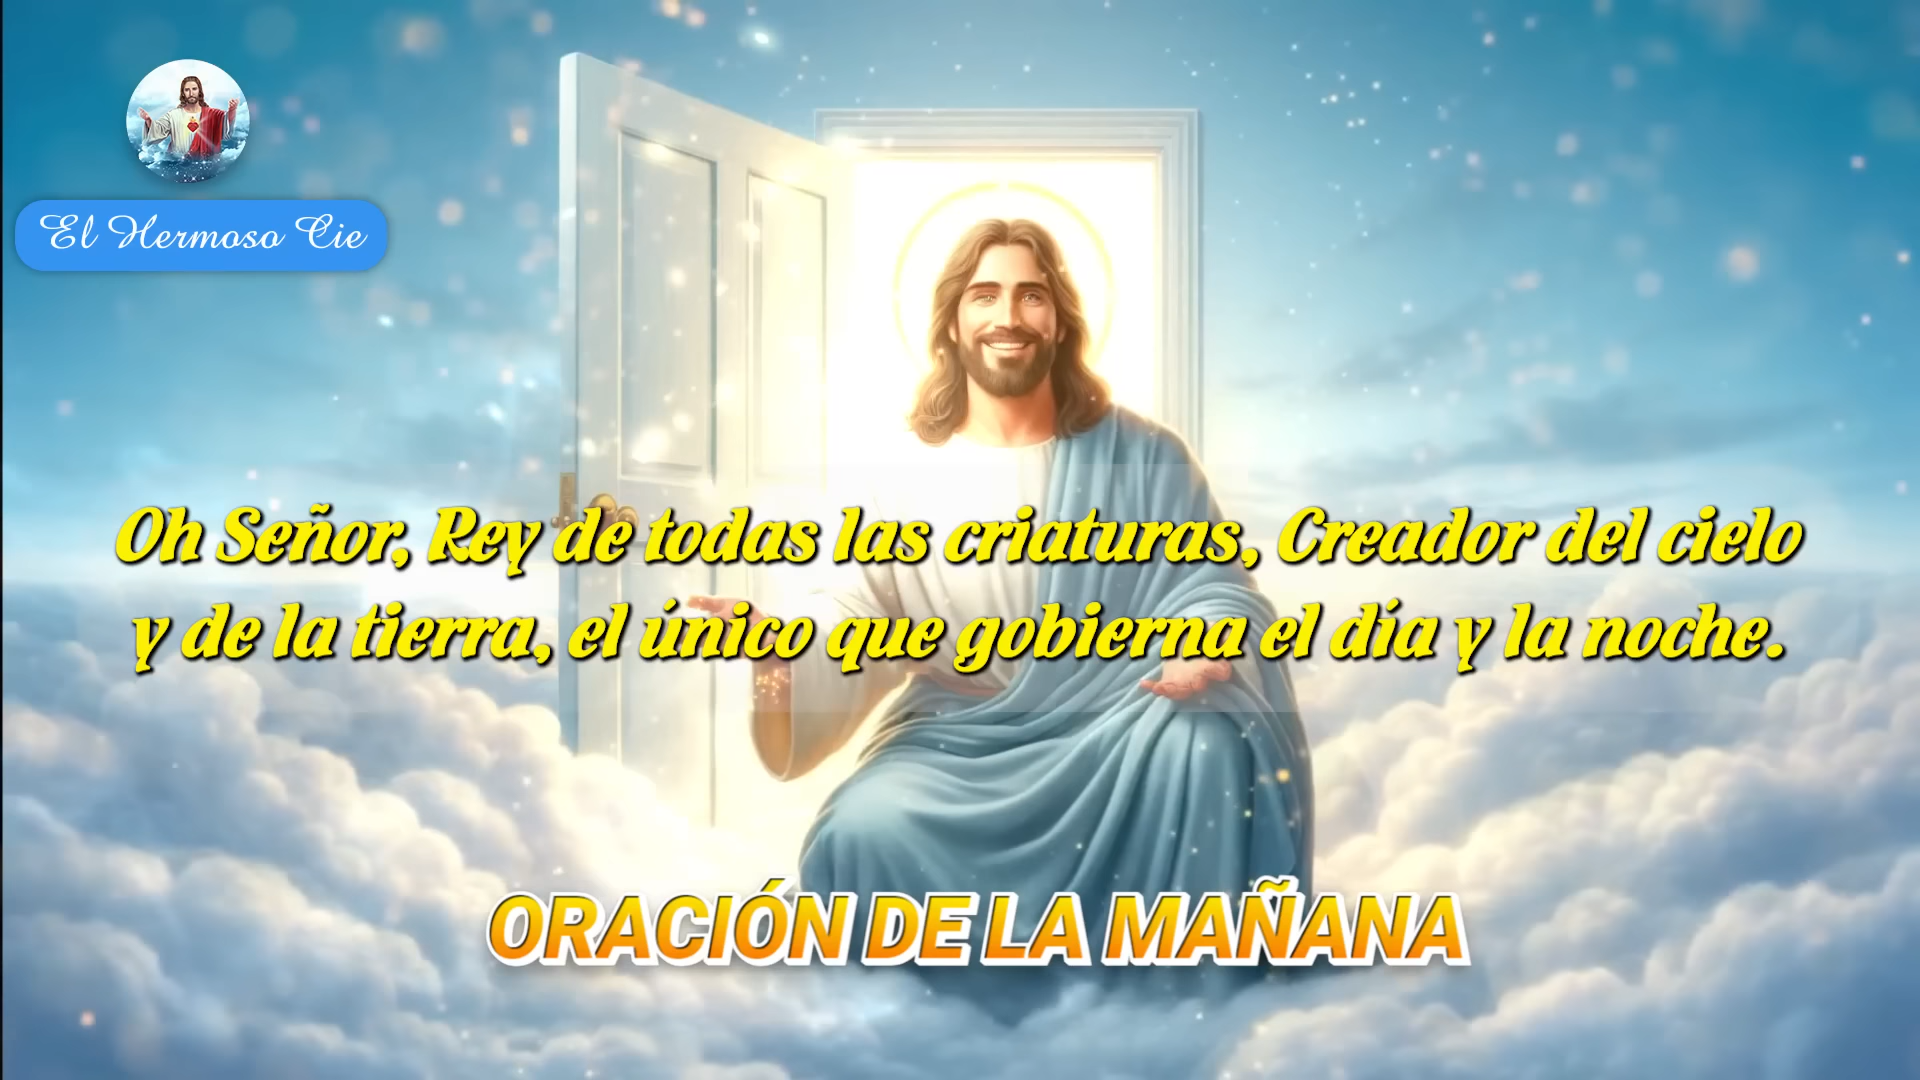 El Hermoso Cie
Oh Señor, Rey de todas las criaturas, Creador del cielo
y de la tierra, el único que gobierna el día y la noche.
ORACIÓN DE LA MAÑANA